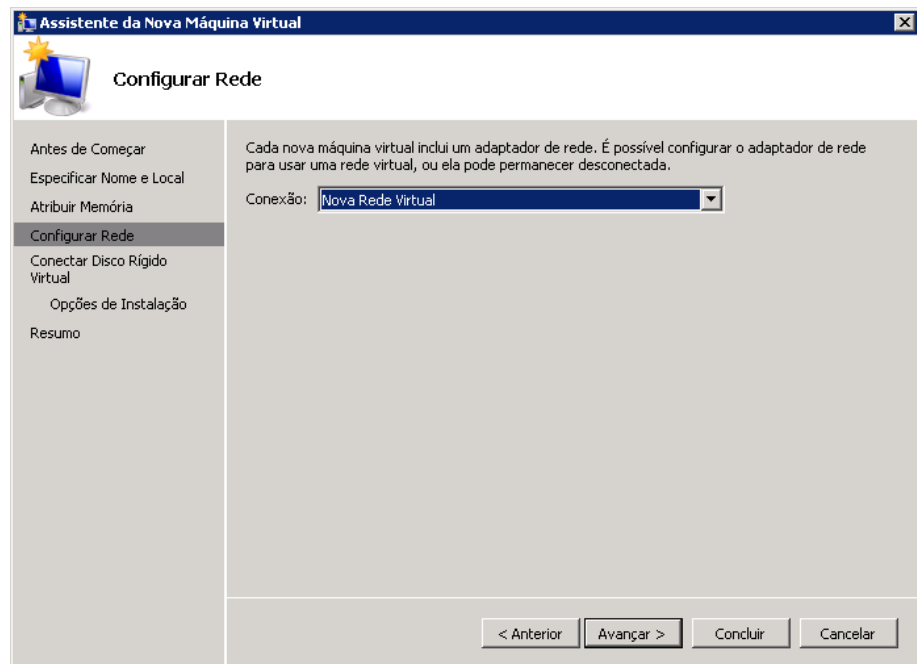 Assistente da Nova Máquina Virtual
Configurar Rede
Antes de Começar
Especificar Nome e Local
Atribuir Memória
Configurar Rede
Conectar Disco Rígido
Virtual
Opções de Instalação
Resumo
Cada nova máquina virtual inclui um adaptador de rede. É possível configurar o adaptador de rede
para usar uma rede virtual, ou ela pode permanecer desconectada.
Conexão: Nova Rede Virtual
< Anterior Avançar > Concluir Cancelar